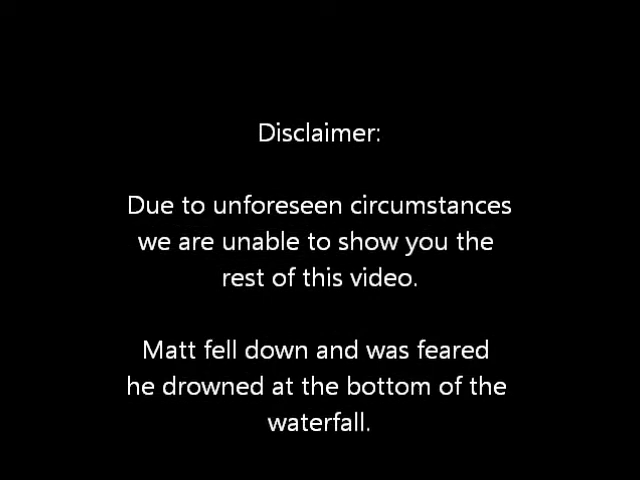 Disclaimer:
Due to unforeseen circumstances
we are unable to show you the
rest of this video.
Matt fell down and was feared
he drowned at the bottom of the
waterfall.